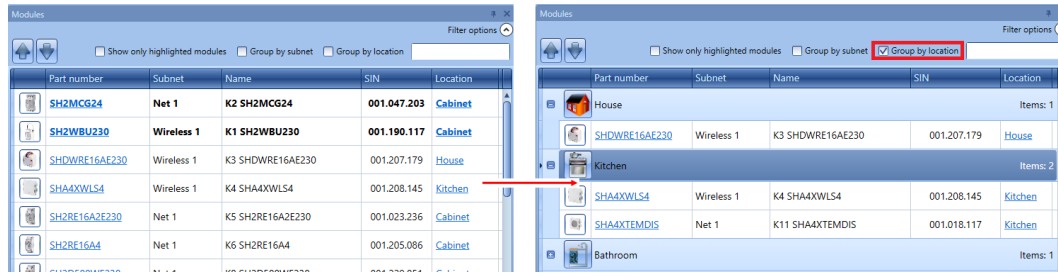 Modules
Filter options
Show only highlighted modules Group by subnet Group by location
Part number Subnet Name SIN Location
SH2MCG24 Net 1 K2 SH2MCG24 001.047.203 Cabinet
SH2WBU230 Wireless 1 K1 SH2WBU230 001.190.117 Cabinet
SHDWRE16AE230 Wireless 1 K3 SHDWRE16AE230 001.207.179 House
SHA4XWLS4 Wireless 1 K4 SHA4XWLS4 001.208.145 Kitchen
SH2RE16A2E230 Net 1 K5 SH2RE16A2E230 001.023.236 Cabinet
SH2RE16A4 Net 1 K6 SH2RE16A4 001.205.086 Cabinet
Modules
Filter options
Show only highlighted modules Group by subnet Group by location
Part number Subnet Name SIN Location
House Items: 1
SHDWRE16AE230 Wireless 1 K3 SHDWRE16AE230 001.207.179 House
Kitchen Items: 2
SHA4XWLS4 Wireless 1 K4 SHA4XWLS4 001.208.145 Kitchen
SHA4XTEMDIS Net 1 K11 SHA4XTEMDIS 001.018.117 Kitchen
Bathroom Items: 1